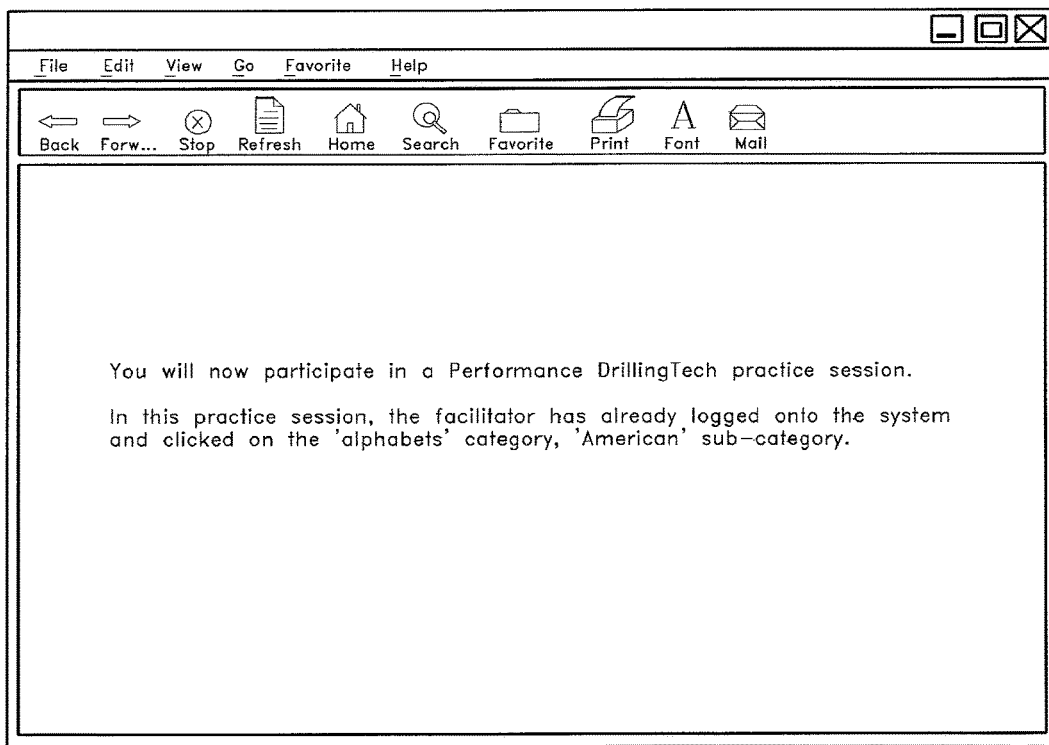 File Edit View Go Favorite Help
Back Forw... Stop Refresh Home Search Favorite Print Font Mail
You will now participate in a Performance DrillingTech practice session.
In this practice session, the facilitator has already logged onto the system
and clicked on the 'alphabets' category, 'American' sub-category.